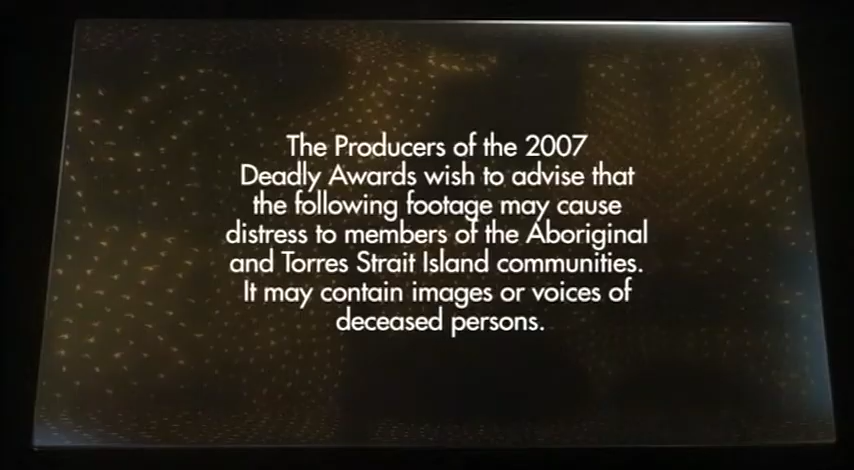 The Producers of the 2007
Deadly Awards wish to advise that
the following footage may cause
distress to members of the Aboriginal
and Torres Strait Island communities.
It may contain images or voices of
deceased persons.